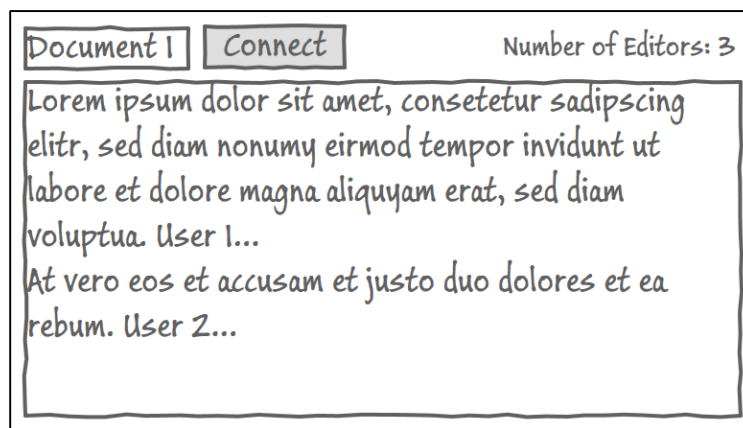 Document 1 Connect Number of Editors: 3
Lorem ipsum dolor sit amet, consetetur sadipscing
elitr, sed diam nonumy eirmod tempor invidunt ut
labore et dolore magna aliquyam erat, sed diam
voluptua. User 1...
At vero eos et accusam et justo duo dolores et ea
rebum. User 2...